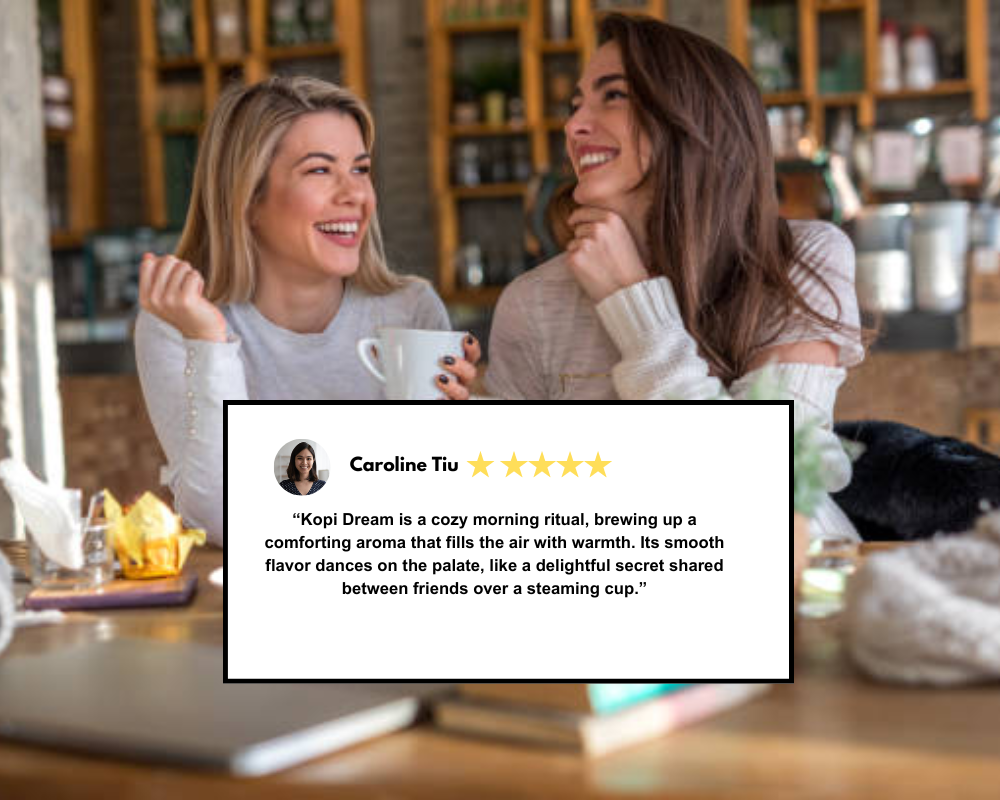 Caroline Tiu
“Kopi Dream is a cozy morning ritual, brewing up a
comforting aroma that fills the air with warmth. Its smooth
flavor dances on the palate, like a delightful secret shared
between friends over a steaming cup.”